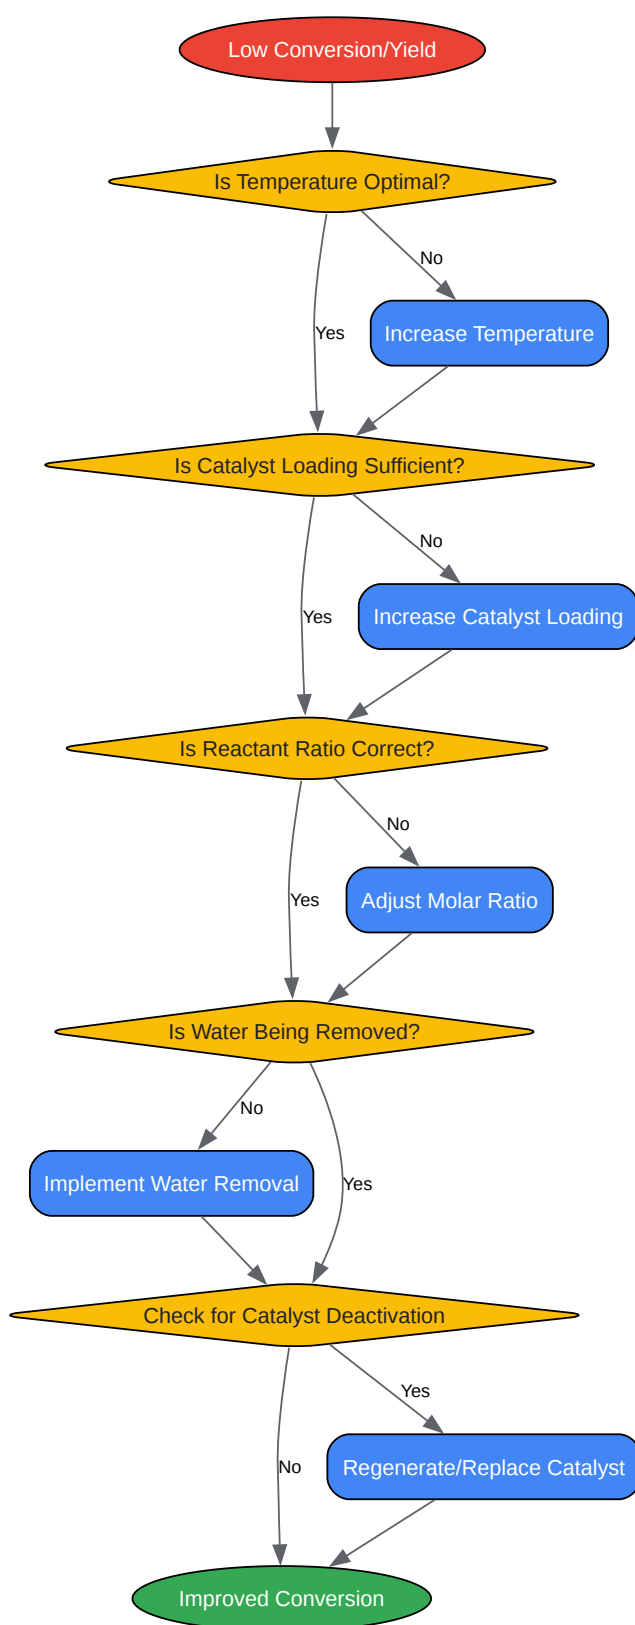 Low Conversion/Yield
Is Temperature Optimal?
No
Increase Temperature
Yes
Is Catalyst Loading Sufficient?
No
Increase Catalyst Loading
Yes
Is Reactant Ratio Correct?
No
Adjust Molar Ratio
Yes
Is Water Being Removed?
No
Implement Water Removal
Yes
Check for Catalyst Deactivation
Yes
Regenerate/Replace Catalyst
No
Improved Conversion